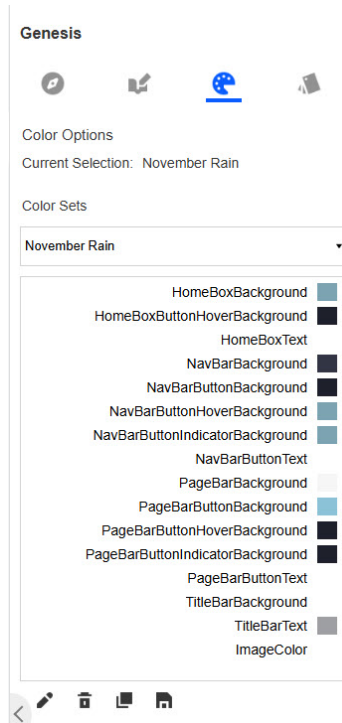 Genesis
Color Options
Current Selection: November Rain
Color Sets
November Rain
HomeBoxBackground
HomeBoxButtonHoverBackground
HomeBoxText
NavBarBackground
NavBarButtonBackground
NavBarButtonHoverBackground
NavBarButtonIndicatorBackground
NavBarButtonText
PageBarBackground
PageBarButtonBackground
PageBarButtonHoverBackground
PageBarButtonIndicatorBackground
PageBarButtonText
TitleBarBackground
TitleBarText
ImageColor